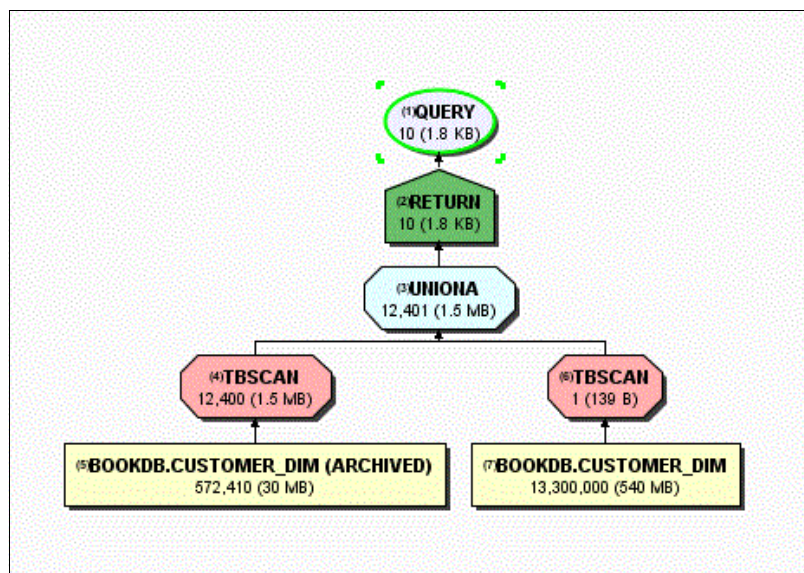 (1)QUERY
10 (1.8 KB)
(2)RETURN
10 (1.8 KB)
(3)UNIONA
12,401 (1.5 MB)
(4)TBSCAN
12,400 (1.5 MB)
(6)TBSCAN
1 (139 B)
(5)BOOKDB.CUSTOMER_DIM (ARCHIVED)
572,410 (30 MB)
(7)BOOKDB.CUSTOMER_DIM
13,300,000 (540 MB)